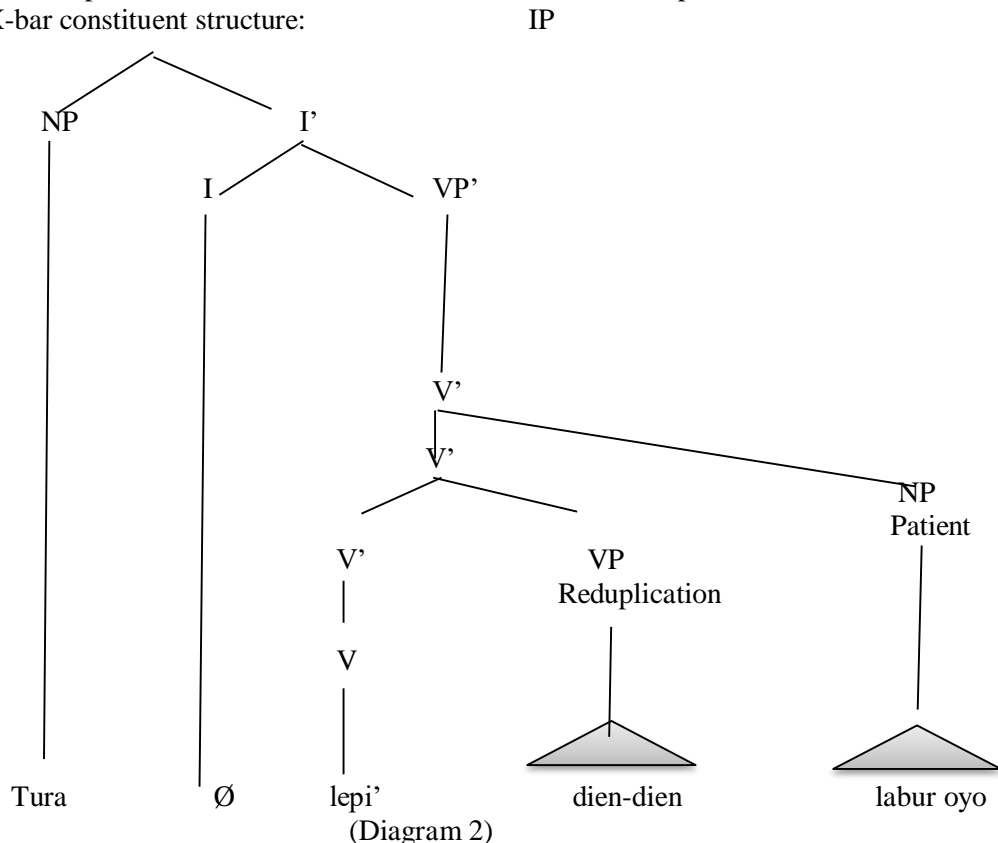 X-bar constituent structure: IP
NP I’
I VP’
V’
V’
NP
Patient
V’ VP
Reduplication
V
Tura Ø lepi’ dien-dien labur oyo
(Diagram 2)